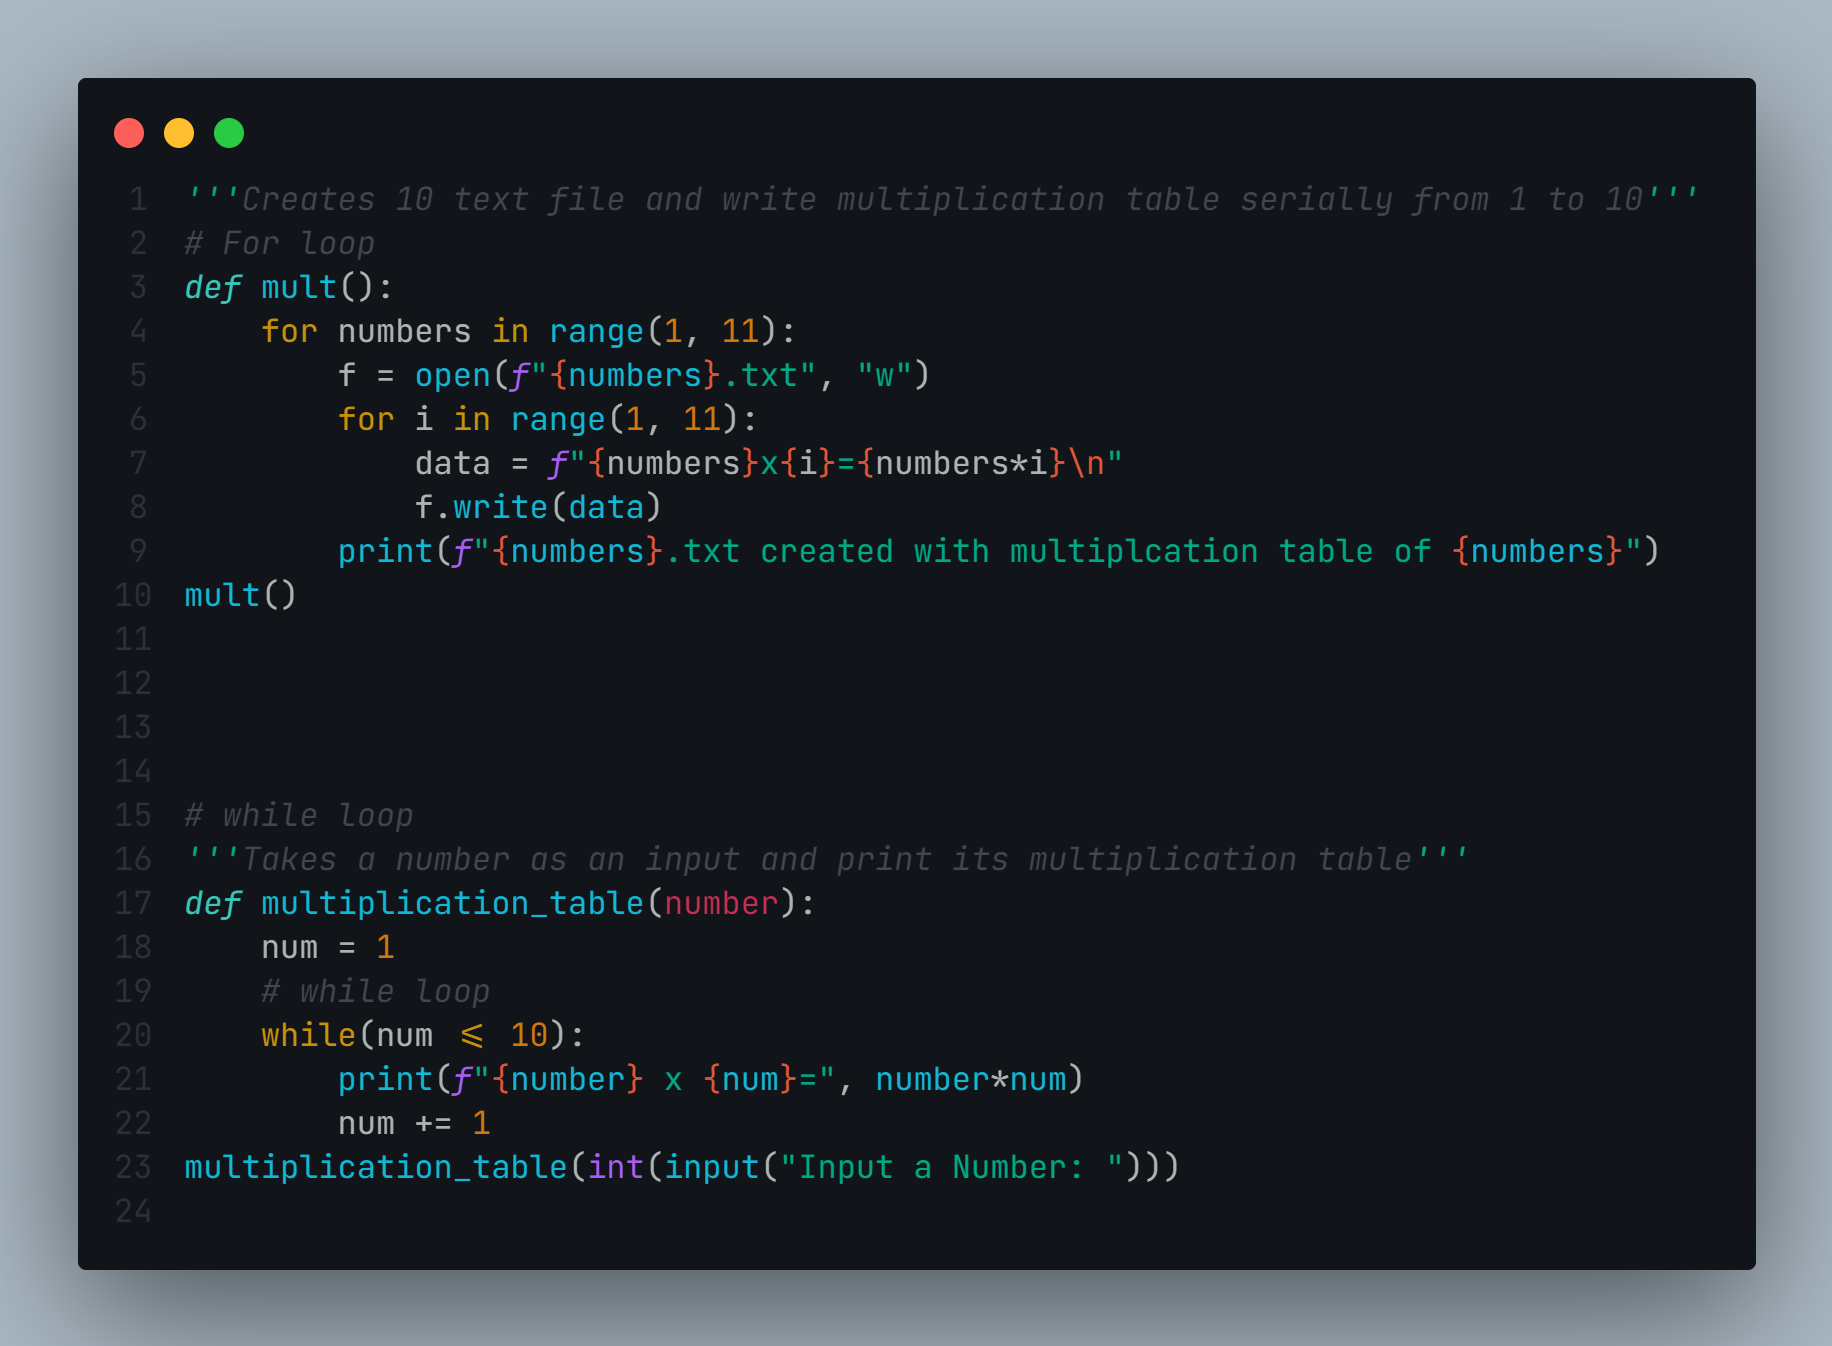 1 '''Creates 10 text file and write multiplication table serially from 1 to 10'''
2 # For loop
3 def mult():
4     for numbers in range(1, 11):
5         f = open(f"{numbers}.txt", "w")
6         for i in range(1, 11):
7             data = f"{numbers}x{i}={numbers*i}\n"
8             f.write(data)
9         print(f"{numbers}.txt created with multiplcation table of {numbers}")
10 mult()
11
12
13
14
15 # while loop
16 '''Takes a number as an input and print its multiplication table'''
17 def multiplication_table(number):
18     num = 1
19     # while loop
20     while(num <= 10):
21         print(f"{number} x {num}=", number*num)
22         num += 1
23 multiplication_table(int(input("Input a Number: ")))
24